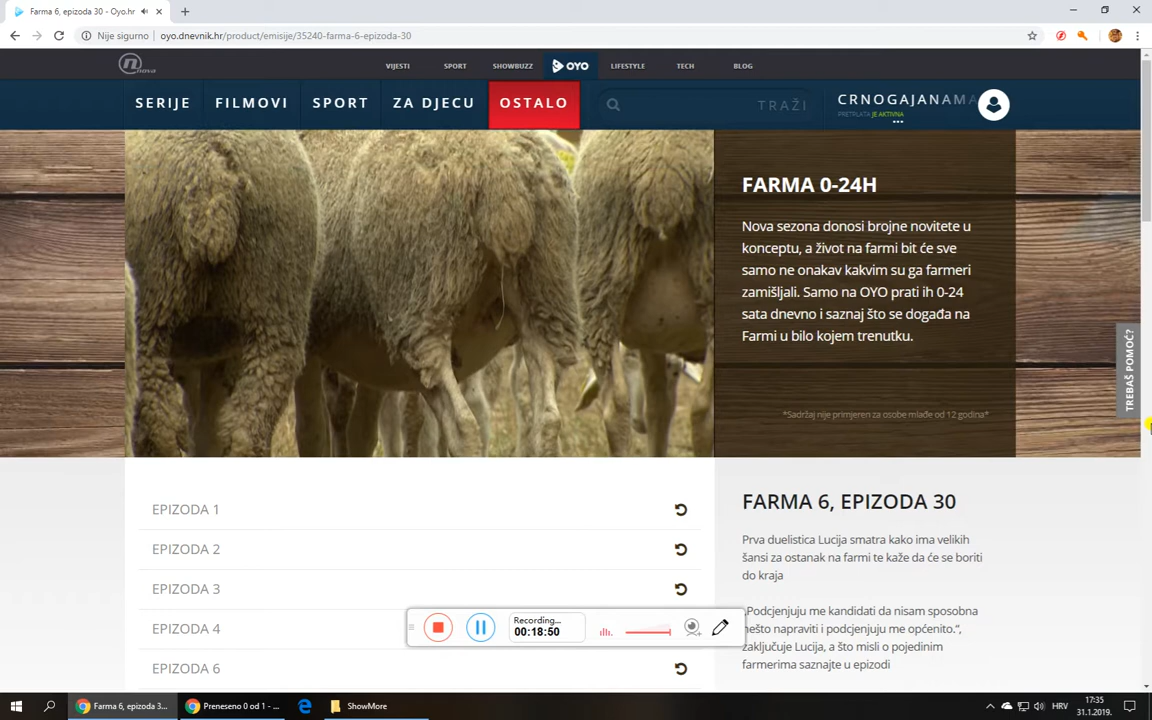 Farma 6, epizoda 30 - Oyo.hr
Nije sigurno
oyo.dnevnik.hr/product/emisije/35240-farma-6-epizoda-30
nova
VIJESTI
SPORT
SHOWBUZZ
OYO
LIFESTYLE
TECH
BLOG
SERIJE
FILMOVI
SPORT
ZA DJECU
OSTALO
TRAŽI
CRNOGAJANAMA
PRETPLATA JE AKTIVNA
FARMA 0-24H
Nova sezona donosi brojne novitete u
konceptu, a život na farmi bit će sve
samo ne onakav kakvim su ga farmeri
zamišljali. Samo na OYO prati ih 0-24
sata dnevno i saznaj što se događa na
Farmi u bilo kojem trenutku.
*Sadržaj nije primjeren za osobe mlađe od 12 godina*
TREBAŠ POMOĆ?
EPIZODA 1
EPIZODA 2
EPIZODA 3
EPIZODA 4
EPIZODA 6
FARMA 6, EPIZODA 30
Prva duelistica Lucija smatra kako ima velikih
šansi za ostanak na farmi te kaže da će se boriti
do kraja
„Podcjenjuju me kandidati da nisam sposobna
nešto napraviti i podcjenjuju me općenito.“,
zaključuje Lucija, a što misli o pojedinim
farmerima saznajte u epizodi
Recording...
00:18:50
Farma 6, epizoda 3...
Preneseno 0 od 1 - ...
ShowMore
HRV
17:35
31.1.2019.